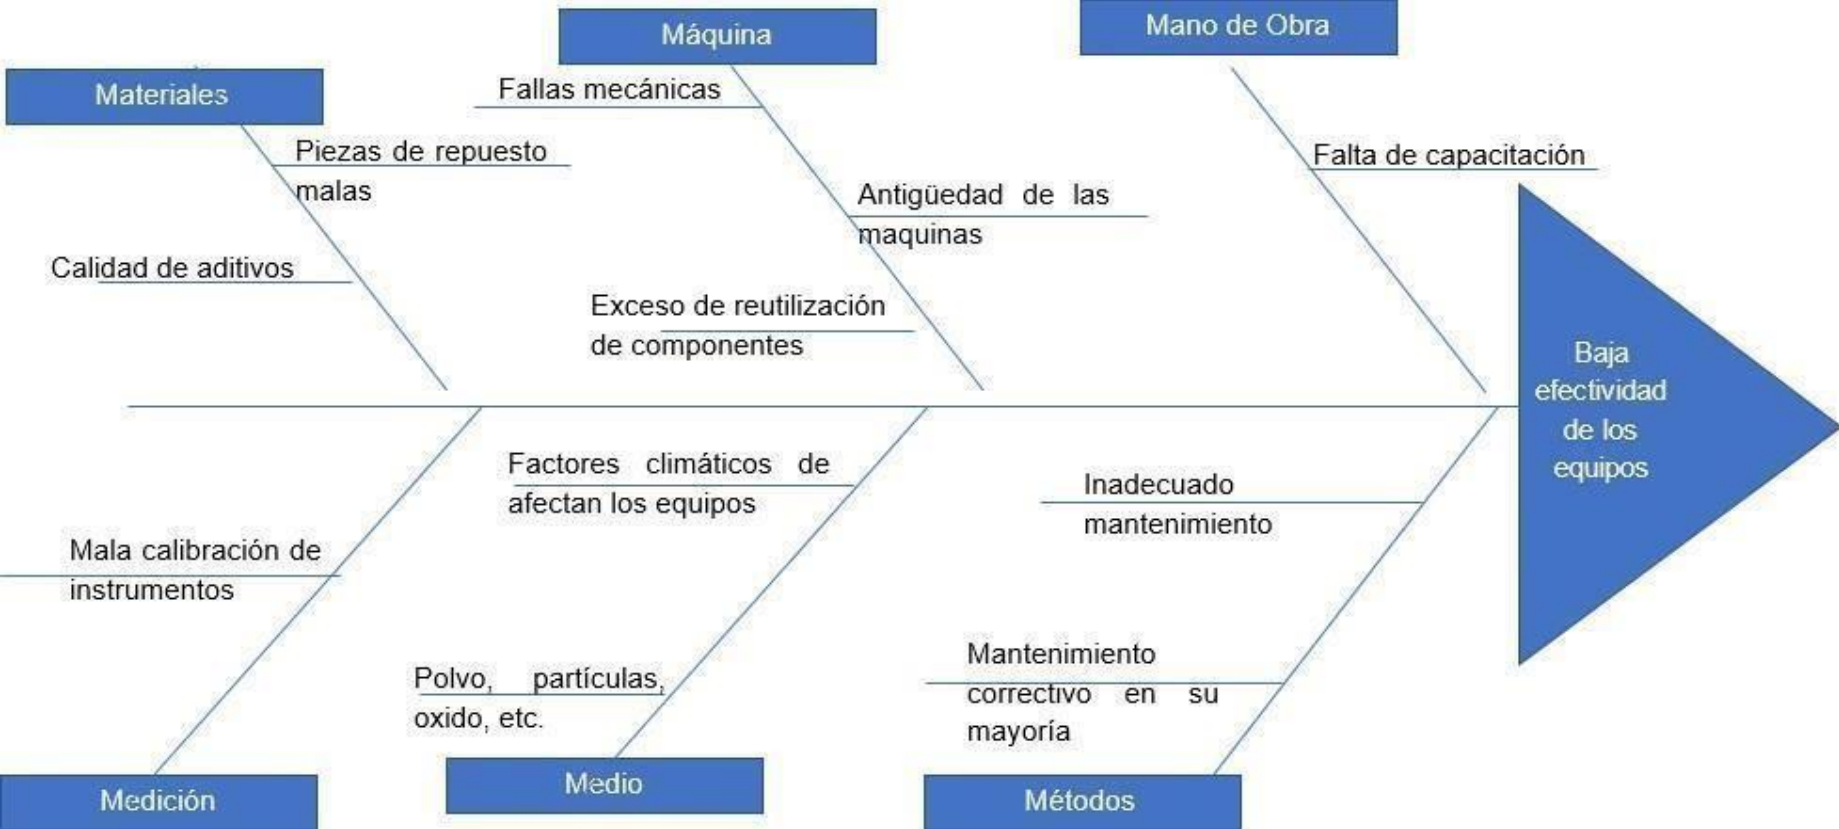 Máquina
Mano de Obra
Materiales
Fallas mecánicas
Piezas de repuesto
malas
Falta de capacitación
Antigüedad de las
maquinas
Calidad de aditivos
Exceso de reutilización
de componentes
Baja
efectividad
de los
equipos
Factores climáticos de
afectan los equipos
Inadecuado
mantenimiento
Mala calibración de
instrumentos
Polvo, partículas,
oxido, etc.
Mantenimiento
correctivo en su
mayoría
Medición
Medio
Métodos